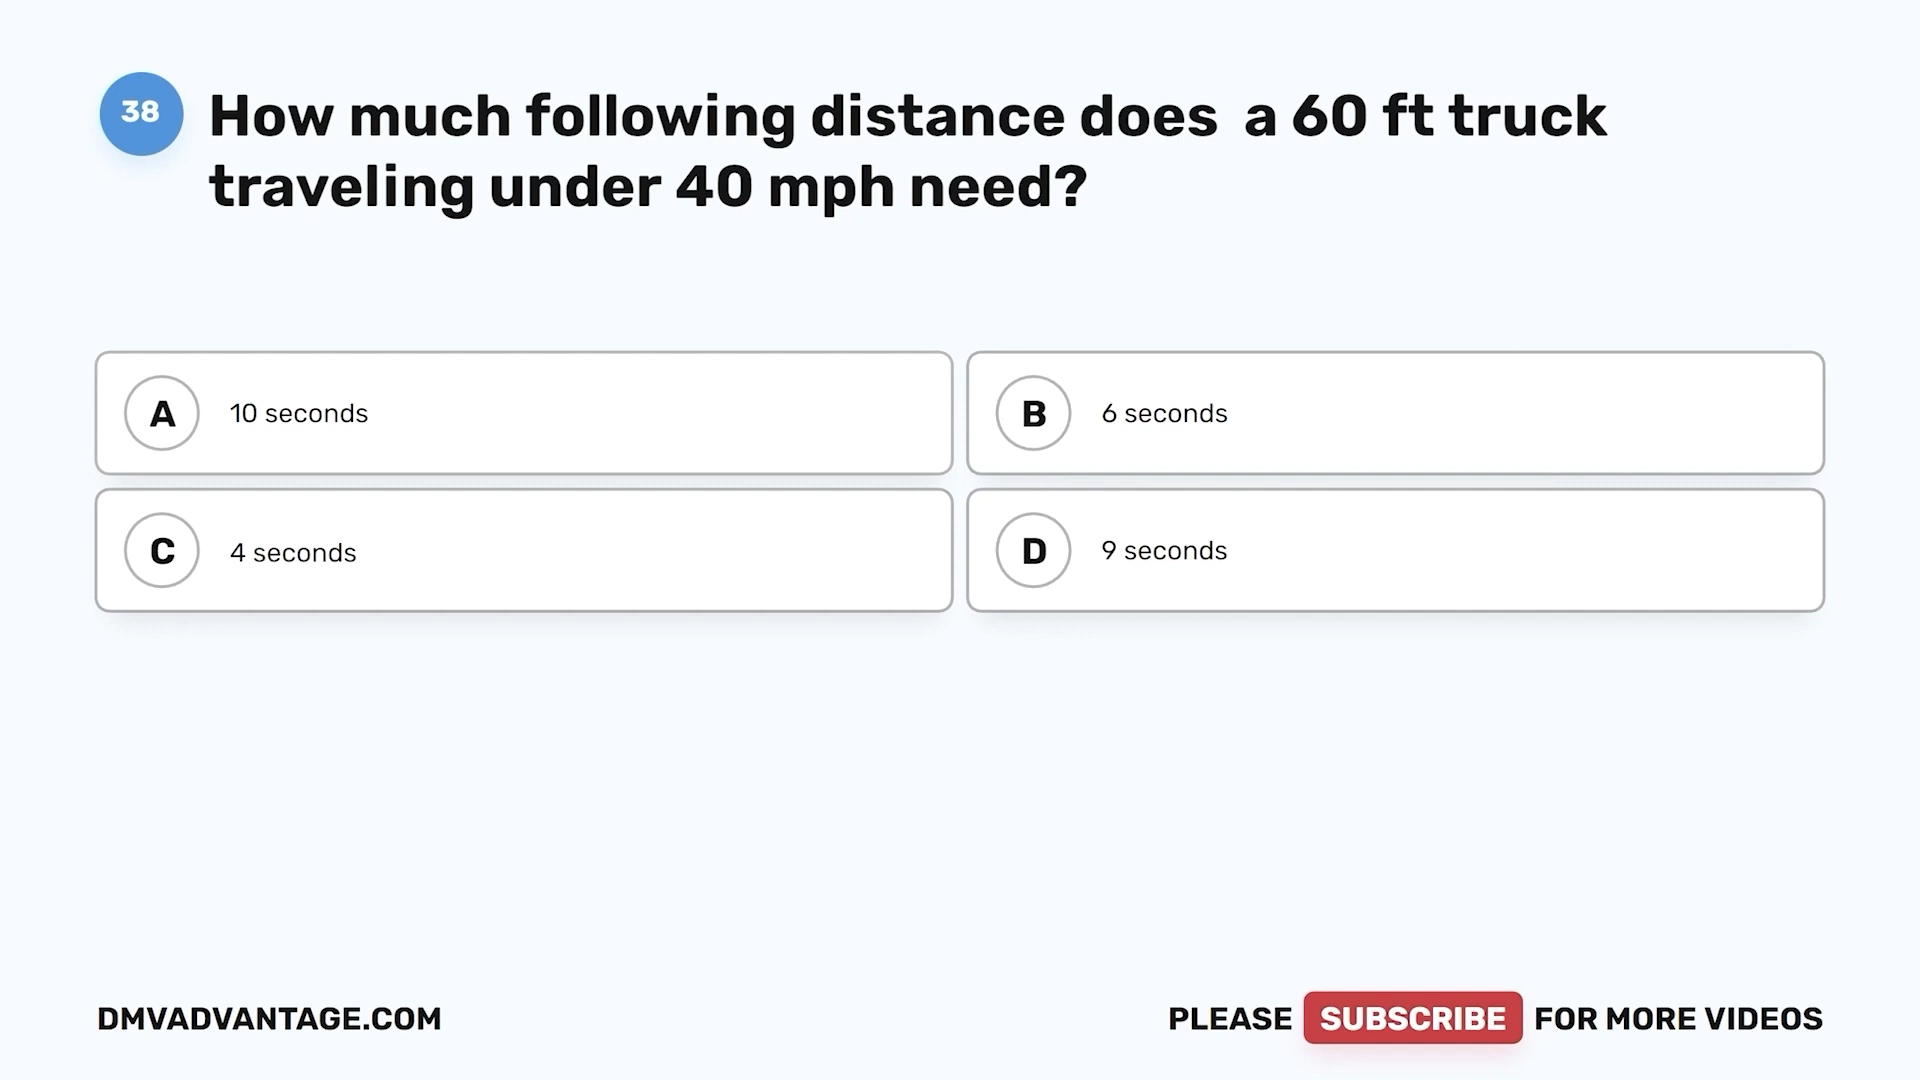 38
How much following distance does  a 60 ft truck
traveling under 40 mph need?
A 10 seconds
B 6 seconds
C 4 seconds
D 9 seconds
DMVADVANTAGE.COM
PLEASE SUBSCRIBE FOR MORE VIDEOS